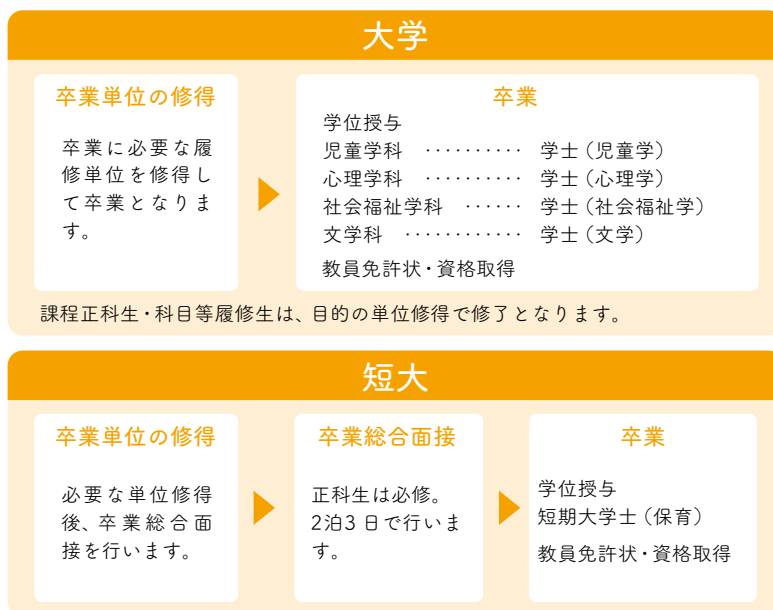 大学
卒業単位の修得
卒業に必要な履
修単位を修得し
て卒業となりま
す。
卒業
学位授与
児童学科 ·········· 学士（児童学）
心理学科 ·········· 学士（心理学）
社会福祉学科 ······ 学士（社会福祉学）
文学科 ············ 学士（文学）
教員免許状・資格取得
課程正科生・科目等履修生は、目的の単位修得で修了となります。
短大
卒業単位の修得
必要な単位修得
後、卒業総合面
接を行います。
卒業総合面接
正科生は必修。
2泊3日で行いま
す。
卒業
学位授与
短期大学士（保育）
教員免許状・資格取得